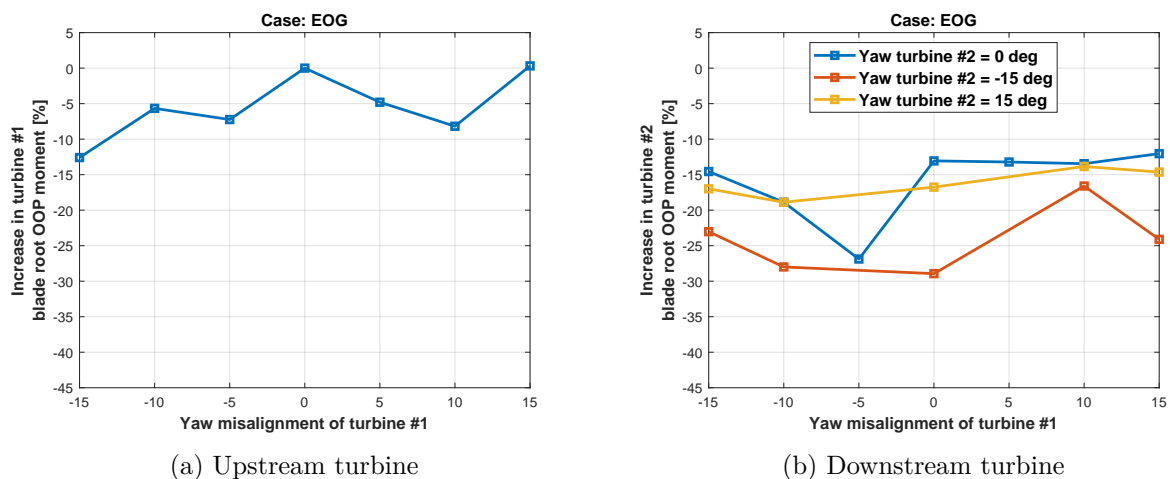 Case: EOG
Increase in turbine #1
blade root OOP moment [%]
5
0
-5
-10
-15
-20
-25
-30
-35
-40
-45
-15
-10
-5
0
5
10
15
Yaw misalignment of turbine #1
(a) Upstream turbine
Case: EOG
Increase in turbine #2
blade root OOP moment [%]
5
0
-5
-10
-15
-20
-25
-30
-35
-40
-45
Yaw turbine #2 = 0 deg
Yaw turbine #2 = -15 deg
Yaw turbine #2 = 15 deg
-15
-10
-5
0
5
10
15
Yaw misalignment of turbine #1
(b) Downstream turbine